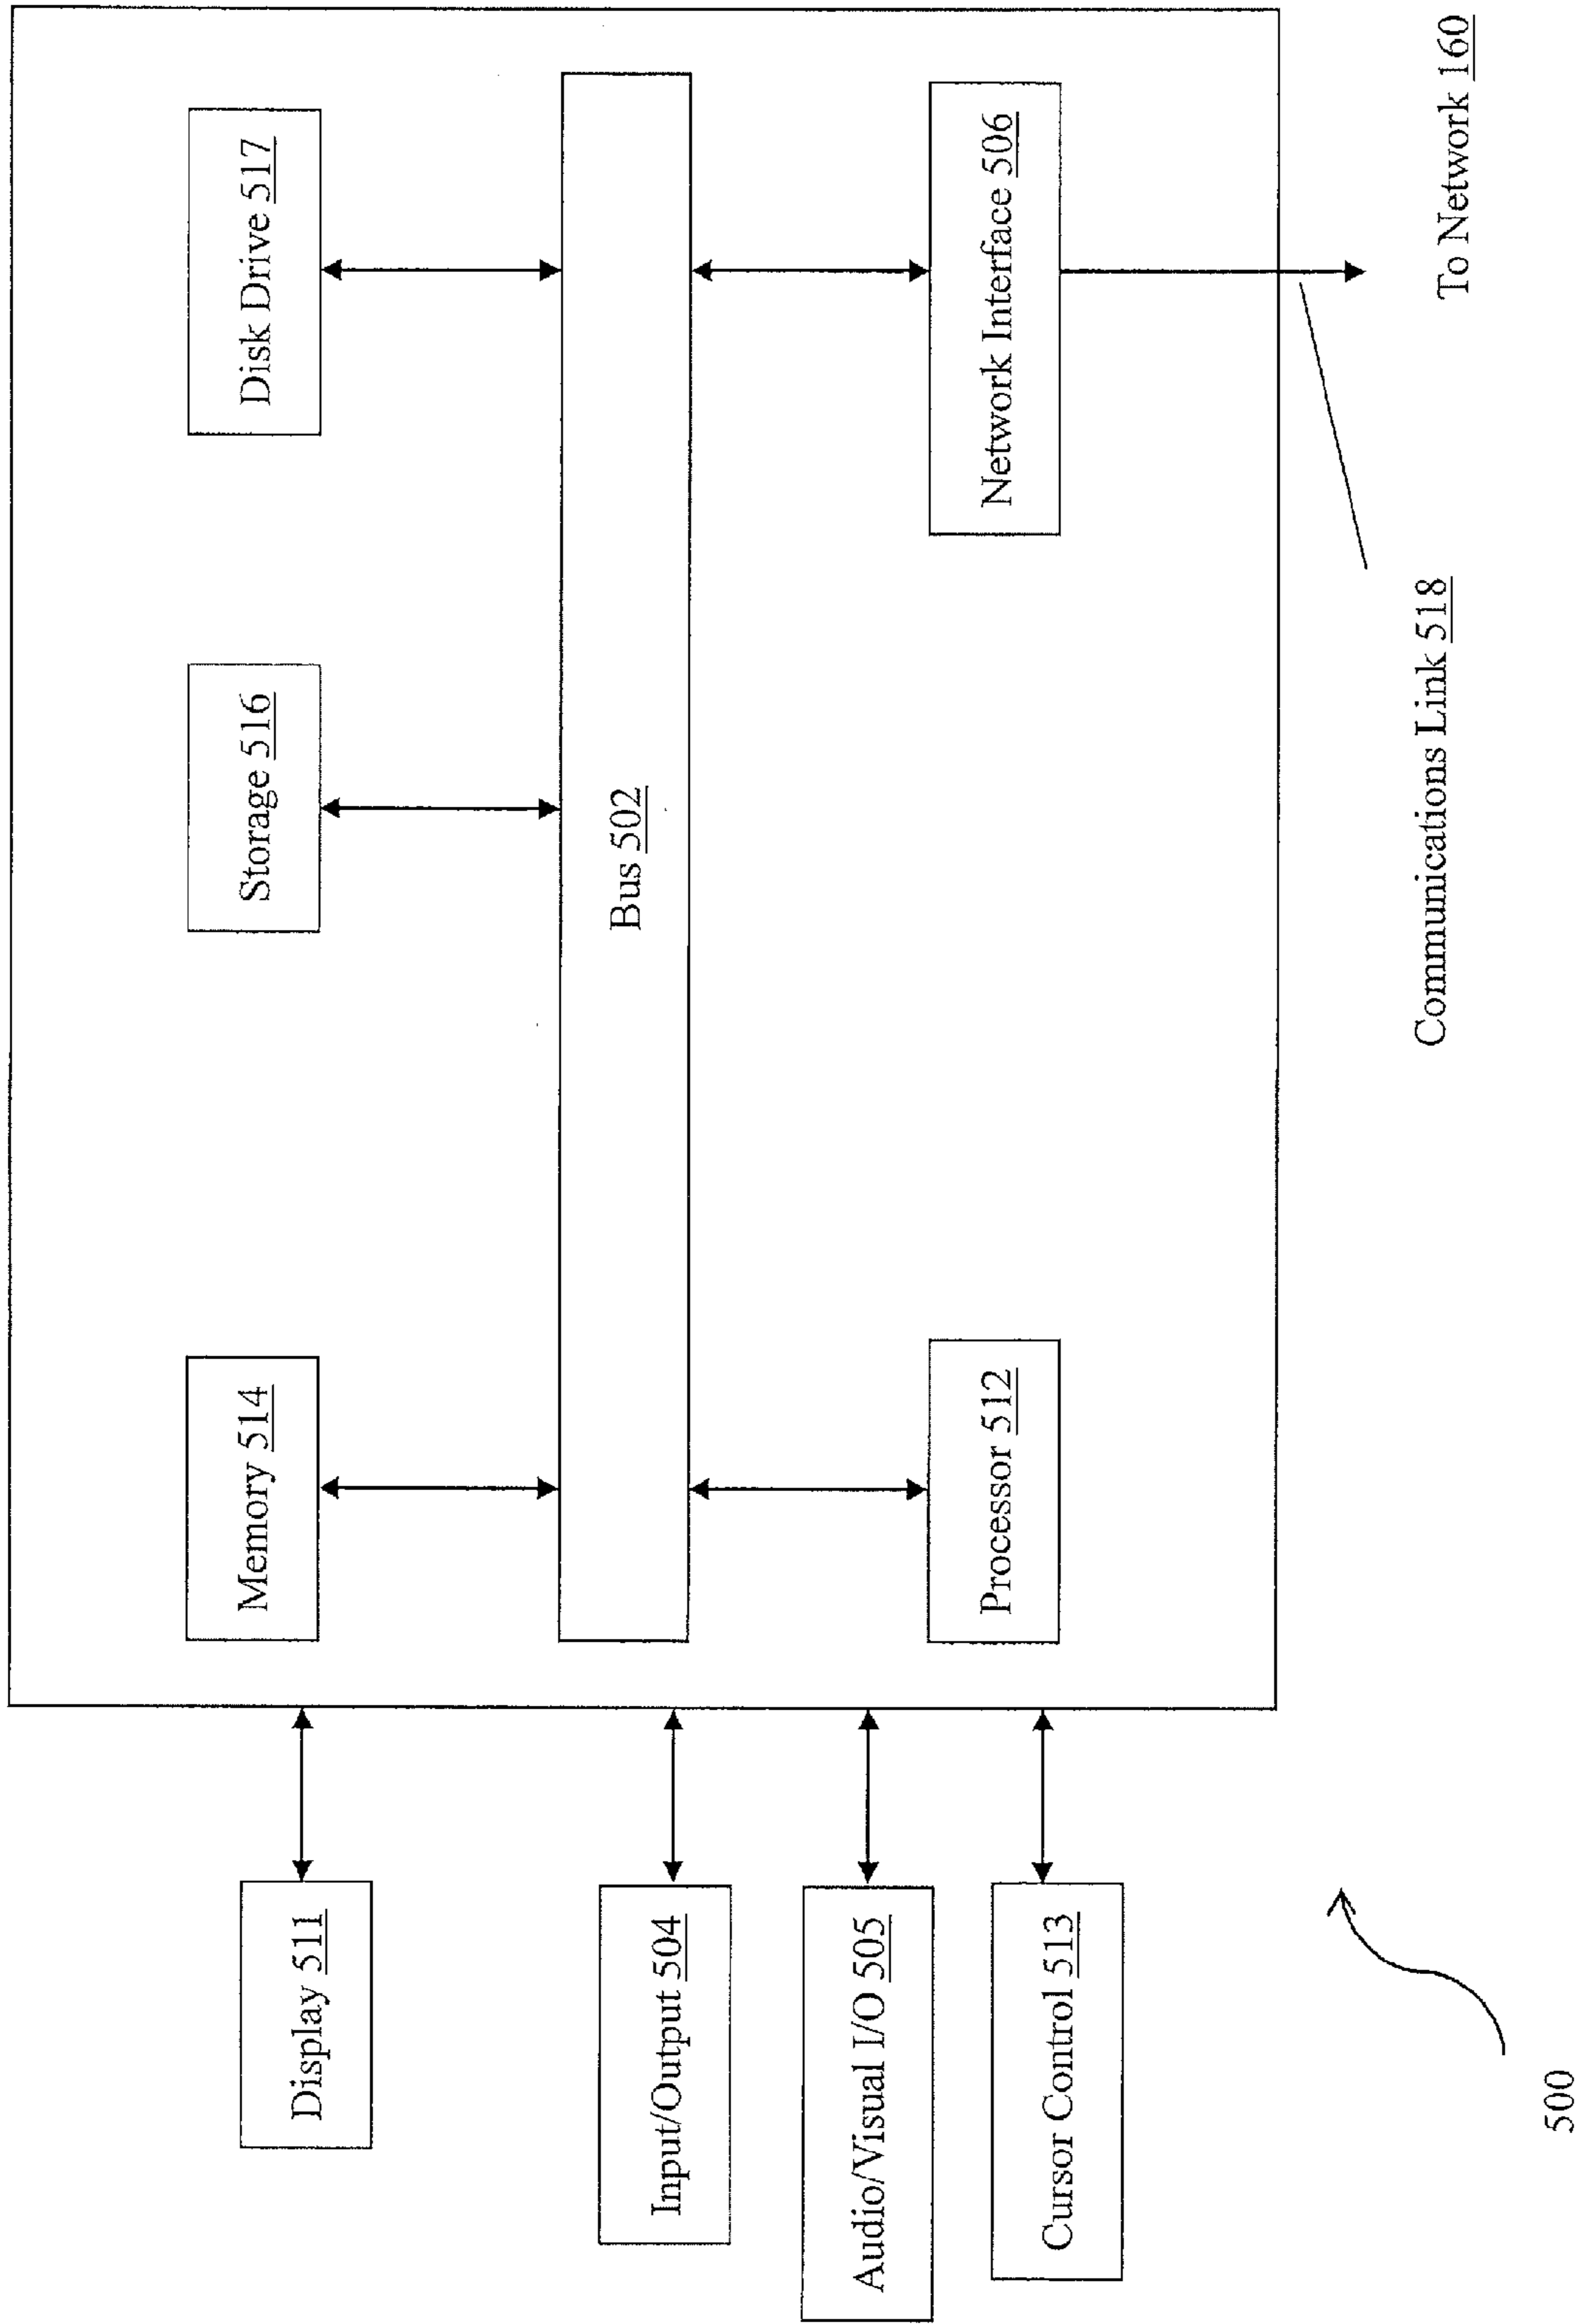 Display 511
Memory 514
Storage 516
Disk Drive 517
Input/Output 504
Bus 502
Audio/Visual I/O 505
Cursor Control 513
Processor 512
Network Interface 506
Communications Link 518
To Network 160
500